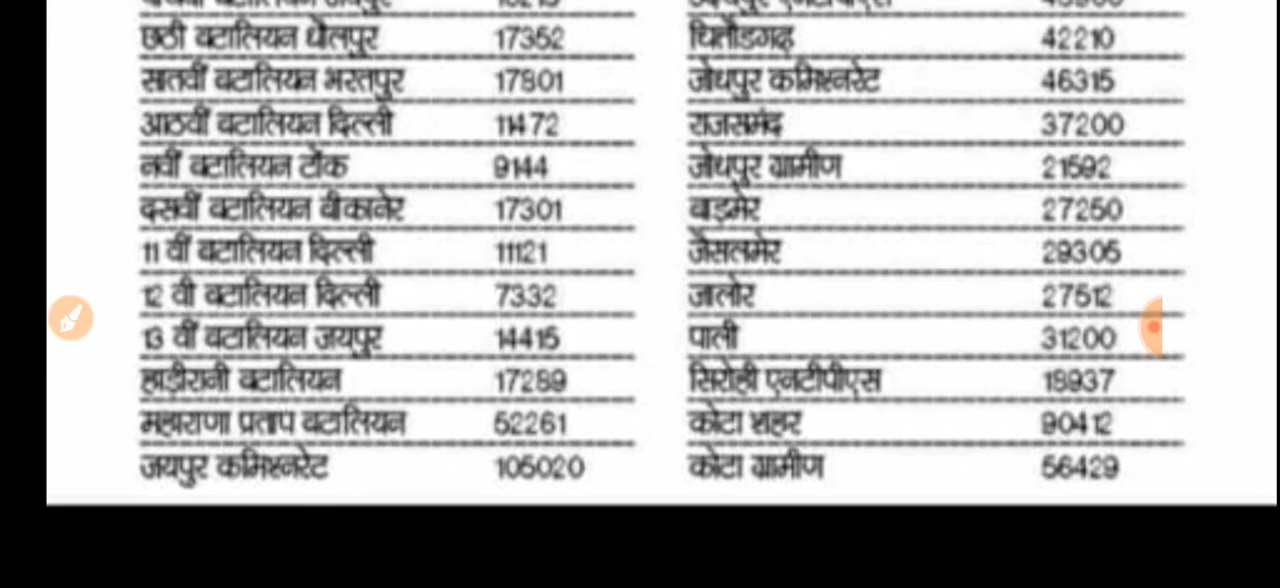 छठी बटालियन धौलपुर 17352
सातवीं बटालियन भरतपुर 17801
आठवीं बटालियन दिल्ली 11472
नवीं बटालियन टोंक 9144
दसवीं बटालियन बीकानेर 17301
11 वीं बटालियन दिल्ली 11121
12 वी बटालियन दिल्ली 7332
13 वीं बटालियन जयपुर 14415
हाड़ीरानी बटालियन 17289
महाराणा प्रताप बटालियन 52261
जयपुर कमिश्नरेट 105020
चित्तौडगढ़ 42210
जोधपुर कमिश्नरेट 46315
राजसमंद 37200
जोधपुर ग्रामीण 21592
बाड़मेर 27250
जैसलमेर 29305
जालोर 27512
पाली 31200
सिरोही एनटीपीएस 18937
कोटा शहर 90412
कोटा ग्रामीण 56429